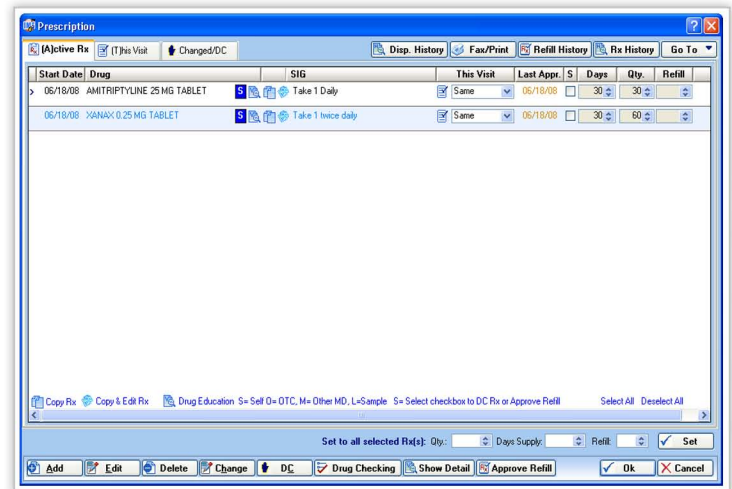 Prescription
(A)ctive Rx (T)his Visit Changed/DC Disp. History Fax/Print Refill History Rx History Go To
Start Date Drug SIG This Visit Last Appr. S Days Qty. Refill
06/18/08 AMITRIPTYLINE 25 MG TABLET S Take 1 Daily Same 06/18/08 30 30
06/18/08 XANAX 0.25 MG TABLET S Take 1 twice daily Same 06/18/08 30 60
Copy Rx Copy & Edit Rx Drug Education S= Self O= OTC, M= Other MD, L=Sample S= Select checkbox to DC Rx or Approve Refill Select All Deselect All
Set to all selected Rx(s): Qty.: Days Supply: Refill: Set
Add Edit Delete Change DC Drug Checking Show Detail Approve Refill Ok Cancel